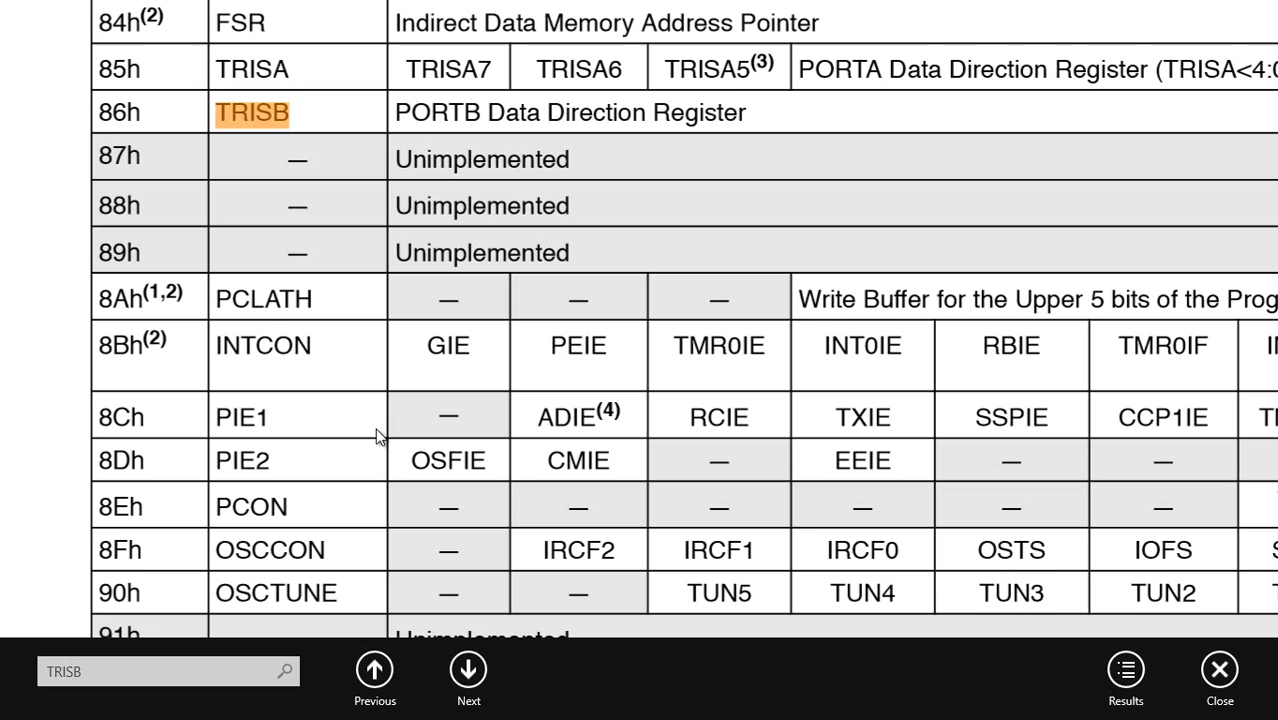 84h(2) FSR Indirect Data Memory Address Pointer
85h TRISA TRISA7 TRISA6 TRISA5(3) PORTA Data Direction Register (TRISA<4:0
86h TRISB PORTB Data Direction Register
87h — Unimplemented
88h — Unimplemented
89h — Unimplemented
8Ah(1,2) PCLATH — — — Write Buffer for the Upper 5 bits of the Prog
8Bh(2) INTCON GIE PEIE TMR0IE INT0IE RBIE TMR0IF
8Ch PIE1 — ADIE(4) RCIE TXIE SSPIE CCP1IE
8Dh PIE2 OSFIE CMIE — EEIE — —
8Eh PCON — — — — — —
8Fh OSCCON — IRCF2 IRCF1 IRCF0 OSTS IOFS
90h OSCTUNE — — TUN5 TUN4 TUN3 TUN2
91h Unimplemented
TRISB Previous Next Results Close